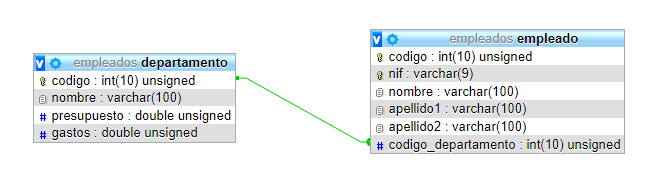 empleados departamento
codigo : int(10) unsigned
nombre : varchar(100)
presupuesto : double unsigned
gastos : double unsigned
empleados empleado
codigo : int(10) unsigned
nif : varchar(9)
nombre : varchar(100)
apellido1 : varchar(100)
apellido2 : varchar(100)
codigo_departamento : int(10) unsigned